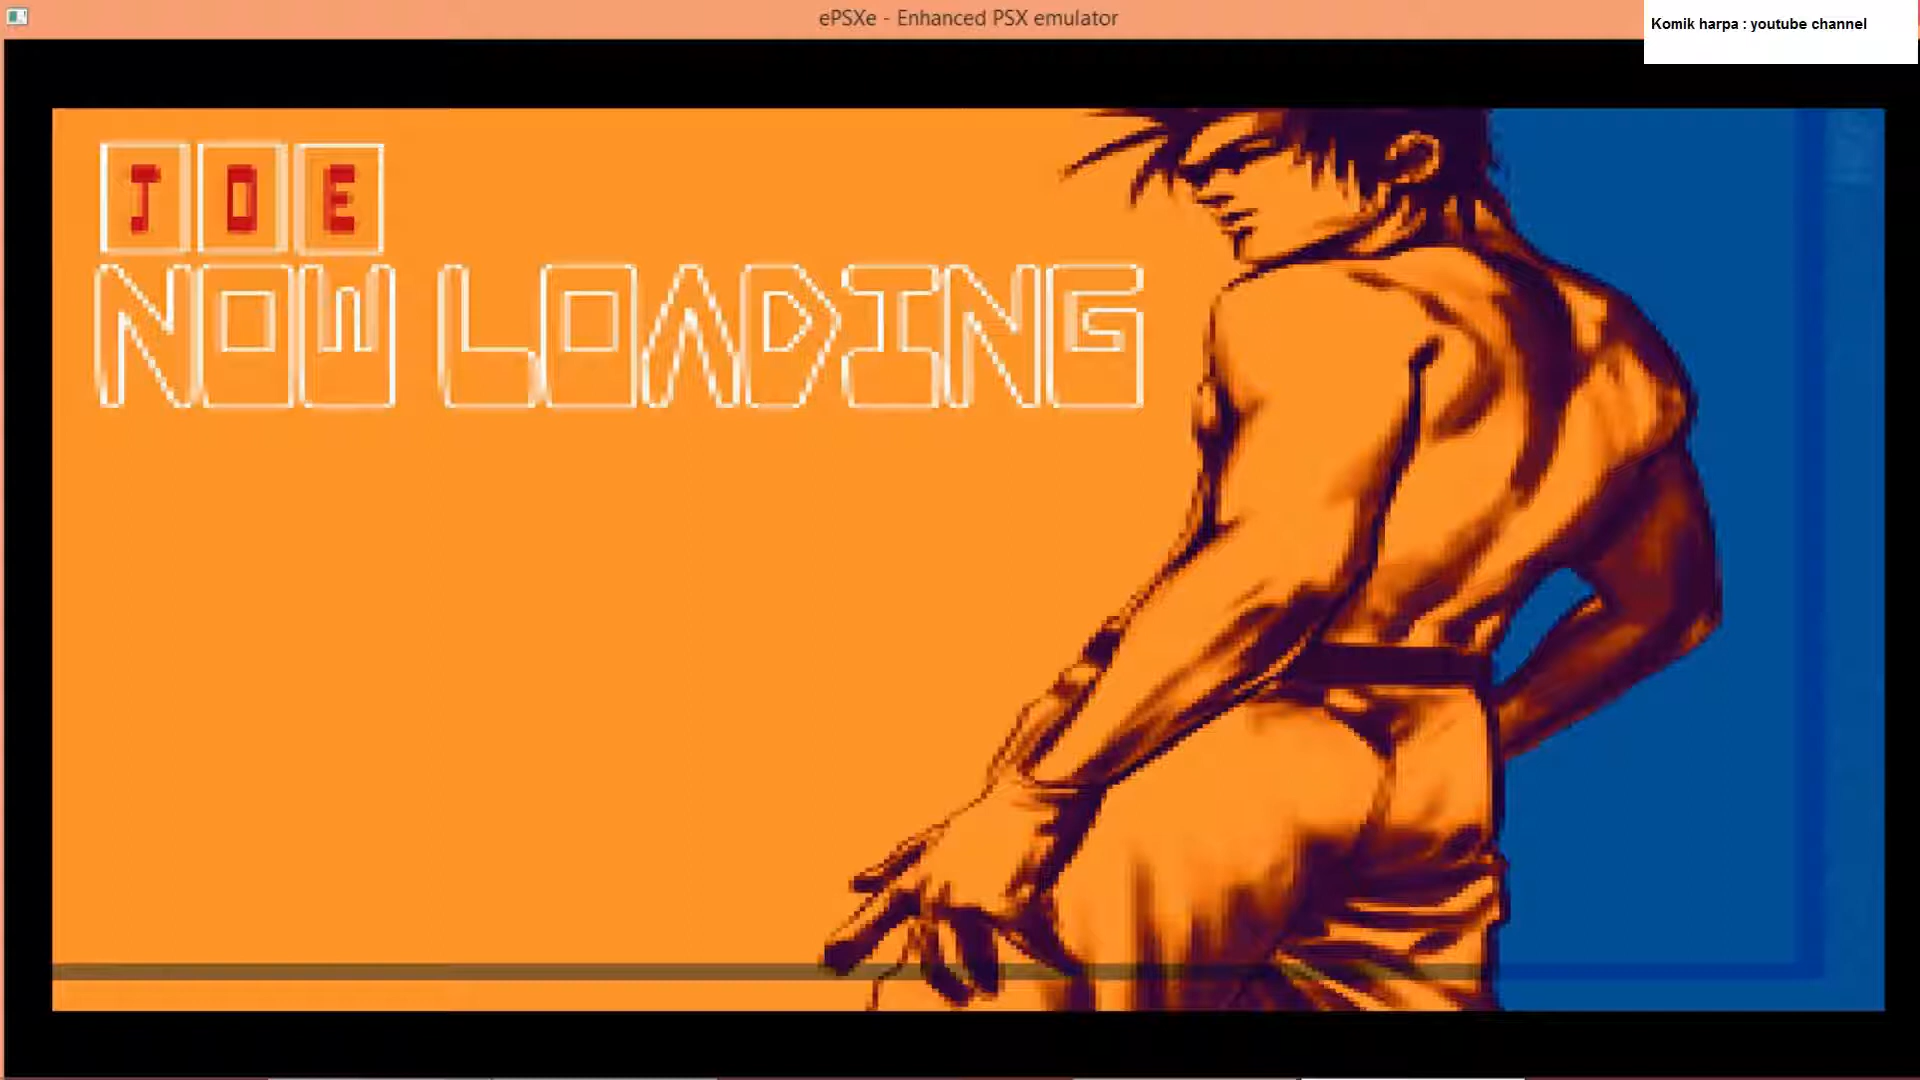 ePSXe - Enhanced PSX emulator
Komik harpa : youtube channel
JOE
NOW LOADING